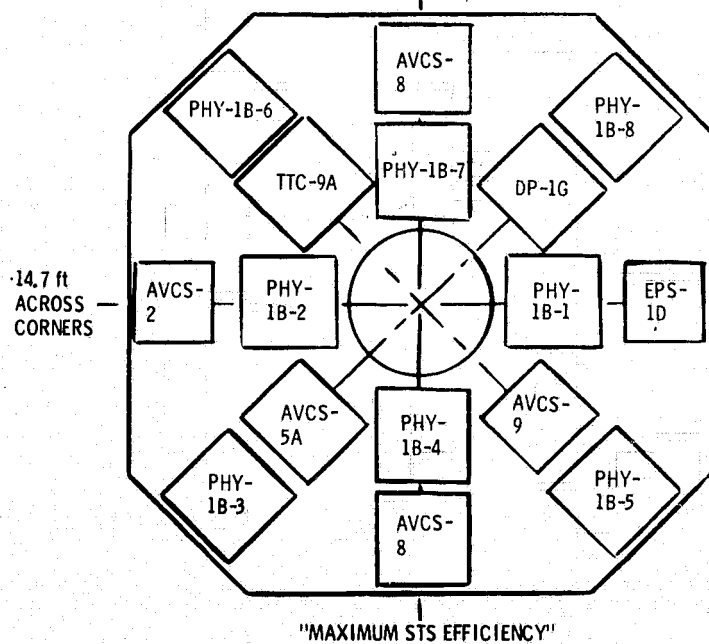 AVCS-
8
PHY-1B-6
PHY-
1B-8
TTC-9A
PHY-1B-7
DP-1G
14.7 ft
ACROSS
CORNERS
AVCS-
2
PHY-
1B-2
PHY-
1B-1
EPS-
1D
AVCS-
5A
PHY-
1B-4
AVCS-
9
PHY-
1B-3
PHY-
1B-5
AVCS-
8
"MAXIMUM STS EFFICIENCY"